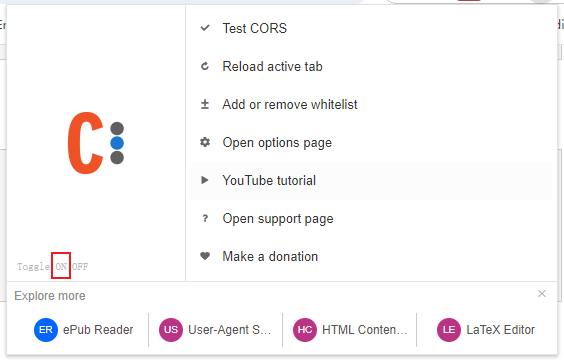 Test CORS
Reload active tab
Add or remove whitelist
Open options page
YouTube tutorial
? Open support page
Make a donation
C
Toggle ON OFF
Explore more
ER ePub Reader
US User-Agent S...
HC HTML Conten...
LE LaTeX Editor